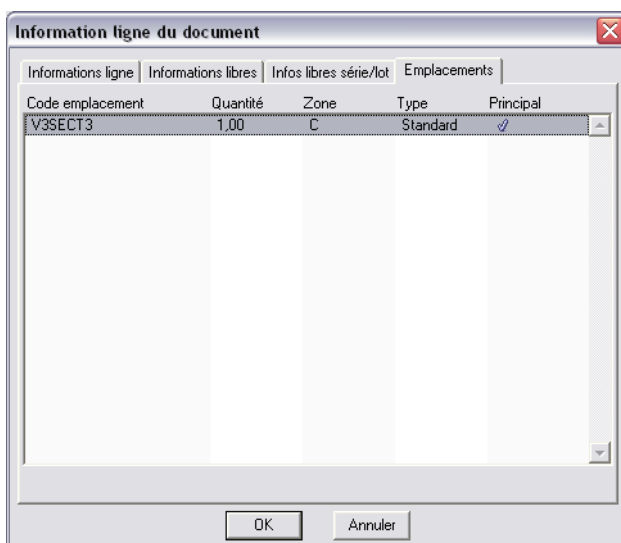 Information ligne du document
Informations ligne Informations libres Infos libres série/lot Emplacements
Code emplacement Quantité Zone Type Principal
V3SECT3 1,00 C Standard
OK Annuler